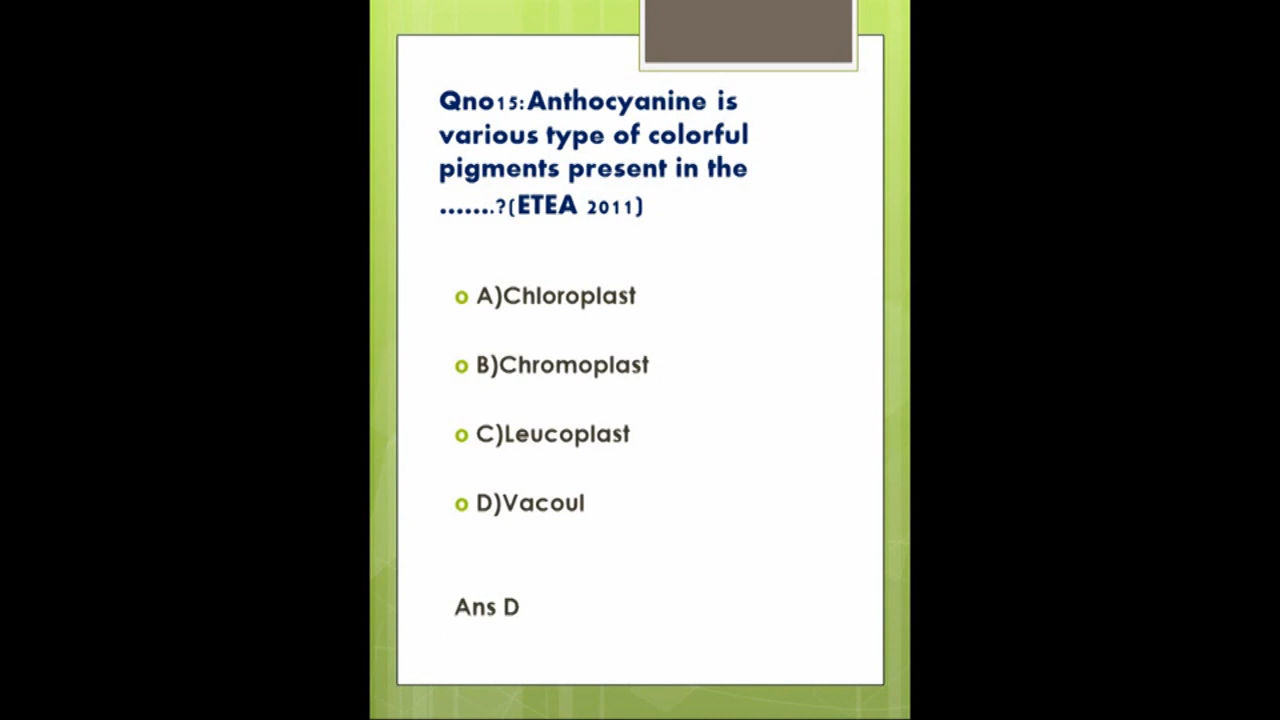 Qno15:Anthocyanine is
various type of colorful
pigments present in the
.......?(ETEA 2011)
o A)Chloroplast
o B)Chromoplast
o C)Leucoplast
o D)Vacoul
Ans D